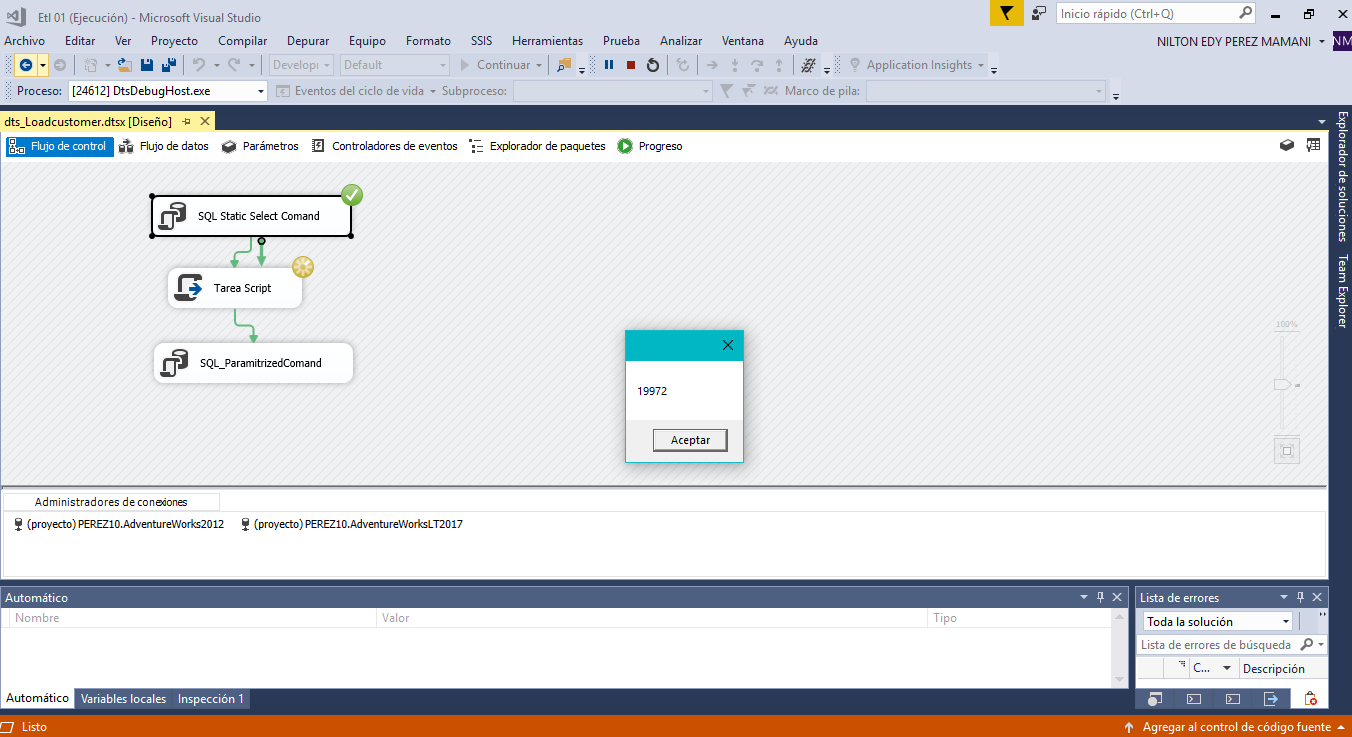 Etl 01 (Ejecución) - Microsoft Visual Studio
Inicio rápido (Ctrl+Q)
Archivo Editar Ver Proyecto Compilar Depurar Equipo Formato SSIS Herramientas Prueba Analizar Ventana Ayuda
NILTON EDY PEREZ MAMANI NM
Develop Default Continuar Application Insights
Proceso: [24612] DtsDebugHost.exe Eventos del ciclo de vida Subproceso: Marco de pila:
dts_Loadcustomer.dtsx [Diseño]
Flujo de control Flujo de datos Parámetros Controladores de eventos Explorador de paquetes Progreso
Explorador de soluciones
Team Explorer
SQL Static Select Comand
Tarea Script
SQL_ParamitrizedComand
100%
19972
Aceptar
Administradores de conexiones
(proyecto) PEREZ10.AdventureWorks2012 (proyecto) PEREZ10.AdventureWorksLT2017
Automático
Nombre Valor Tipo
Automático Variables locales Inspección 1
Lista de errores
Toda la solución
Lista de errores de búsqueda
C... Descripción
Listo
Agregar al control de código fuente